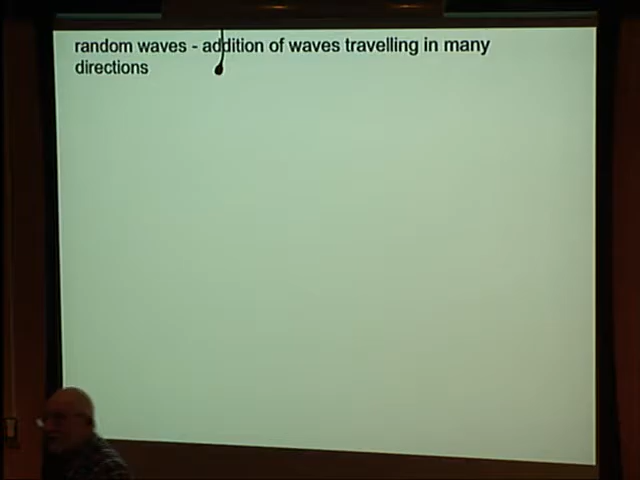 random waves - addition of waves travelling in many
directions